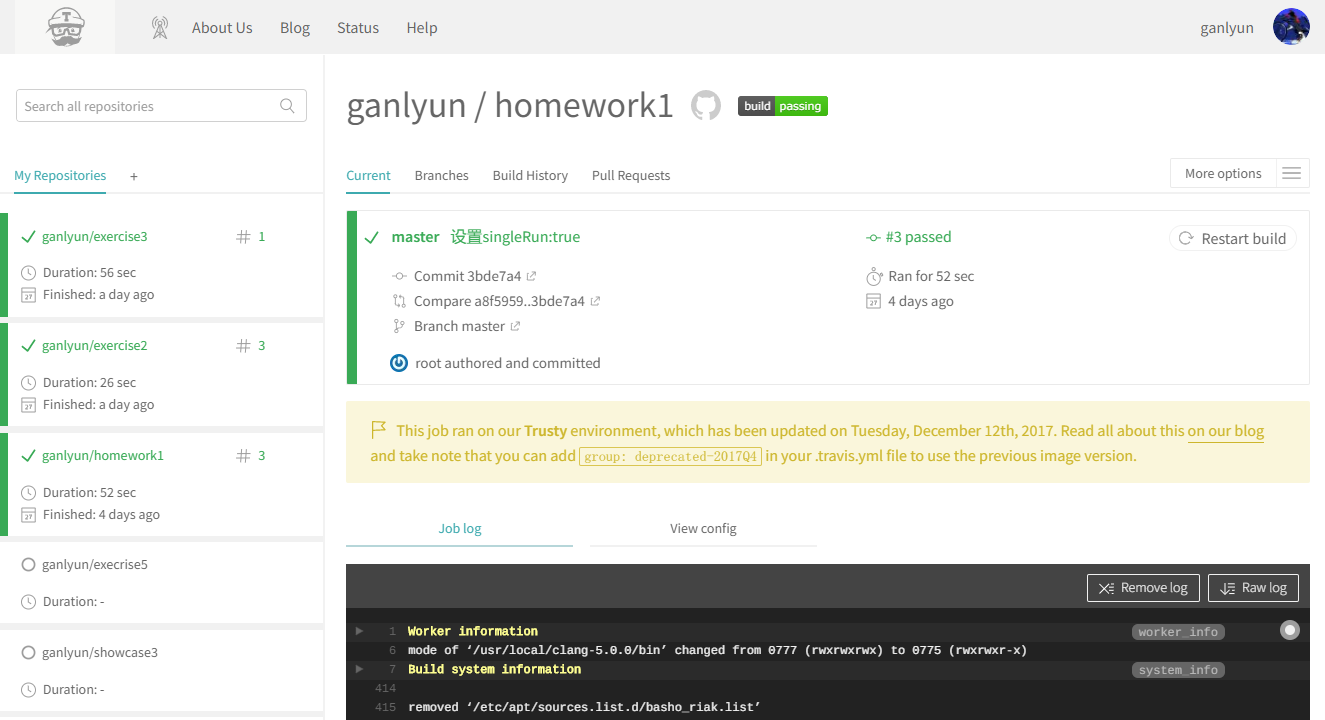 About Us Blog Status Help ganlyun
Search all repositories
ganlyun / homework1 build passing
My Repositories +
Current Branches Build History Pull Requests More options
ganlyun/exercise3 # 1
Duration: 56 sec
Finished: a day ago
ganlyun/exercise2 # 3
Duration: 26 sec
Finished: a day ago
ganlyun/homework1 # 3
Duration: 52 sec
Finished: 4 days ago
ganlyun/execrise5
Duration: -
ganlyun/showcase3
Duration: -
master 设置singleRun:true #3 passed Restart build
Commit 3bde7a4 Ran for 52 sec
Compare a8f5959..3bde7a4 4 days ago
Branch master
root authored and committed
This job ran on our Trusty environment, which has been updated on Tuesday, December 12th, 2017. Read all about this on our blog
and take note that you can add group: deprecated-2017Q4 in your .travis.yml file to use the previous image version.
Job log View config
Remove log Raw log
1 Worker information worker_info
6 mode of ‘/usr/local/clang-5.0.0/bin’ changed from 0777 (rwxrwxrwx) to 0775 (rwxrwxr-x)
7 Build system information system_info
414
415 removed ‘/etc/apt/sources.list.d/basho_riak.list’